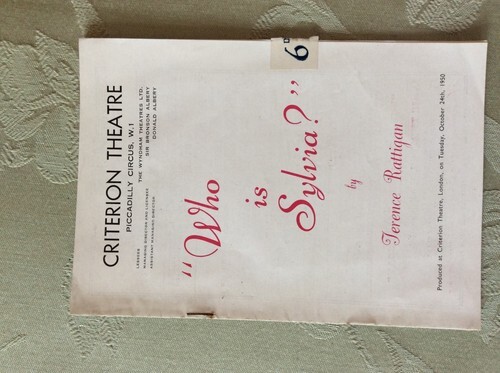 CRITERION THEATRE
PICCADILLY CIRCUS, W.1
LESSEES THE WYNDHAM THEATRES LTD.
MANAGING DIRECTOR AND LICENSEE SIR BRONSON ALBERY
ASSISTANT MANAGING DIRECTOR DONALD ALBERY
6D
"Who
is
Sylvia?"
by
Terence Rattigan
Produced at Criterion Theatre, London, on Tuesday, October 24th, 1950